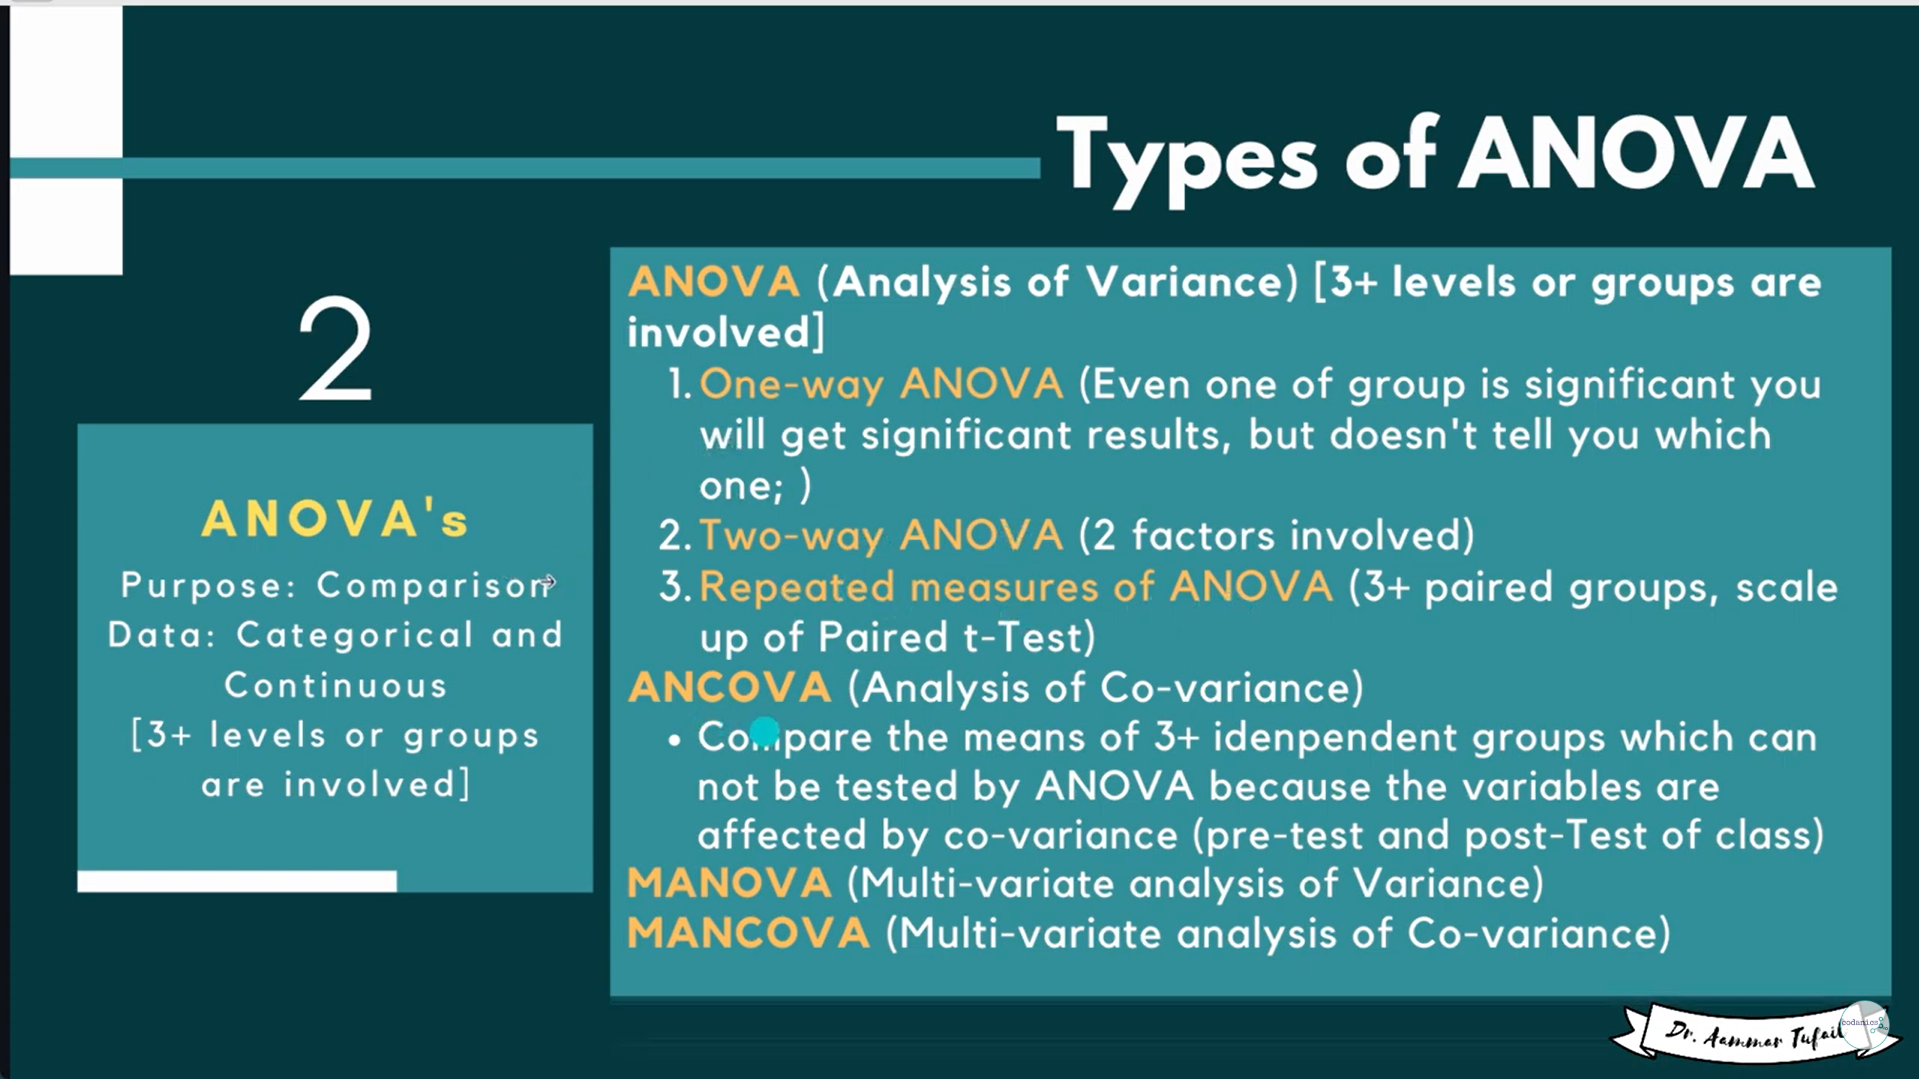 Types of ANOVA
2
ANOVA's
Purpose: Comparison
Data: Categorical and
Continuous
[3+ levels or groups
are involved]
ANOVA (Analysis of Variance) [3+ levels or groups are
involved]
1. One-way ANOVA (Even one of group is significant you
will get significant results, but doesn't tell you which
one; )
2. Two-way ANOVA (2 factors involved)
3. Repeated measures of ANOVA (3+ paired groups, scale
up of Paired t-Test)
ANCOVA (Analysis of Co-variance)
• Compare the means of 3+ idenpendent groups which can
not be tested by ANOVA because the variables are
affected by co-variance (pre-test and post-Test of class)
MANOVA (Multi-variate analysis of Variance)
MANCOVA (Multi-variate analysis of Co-variance)
Dr. Aammar Tufail
codanics